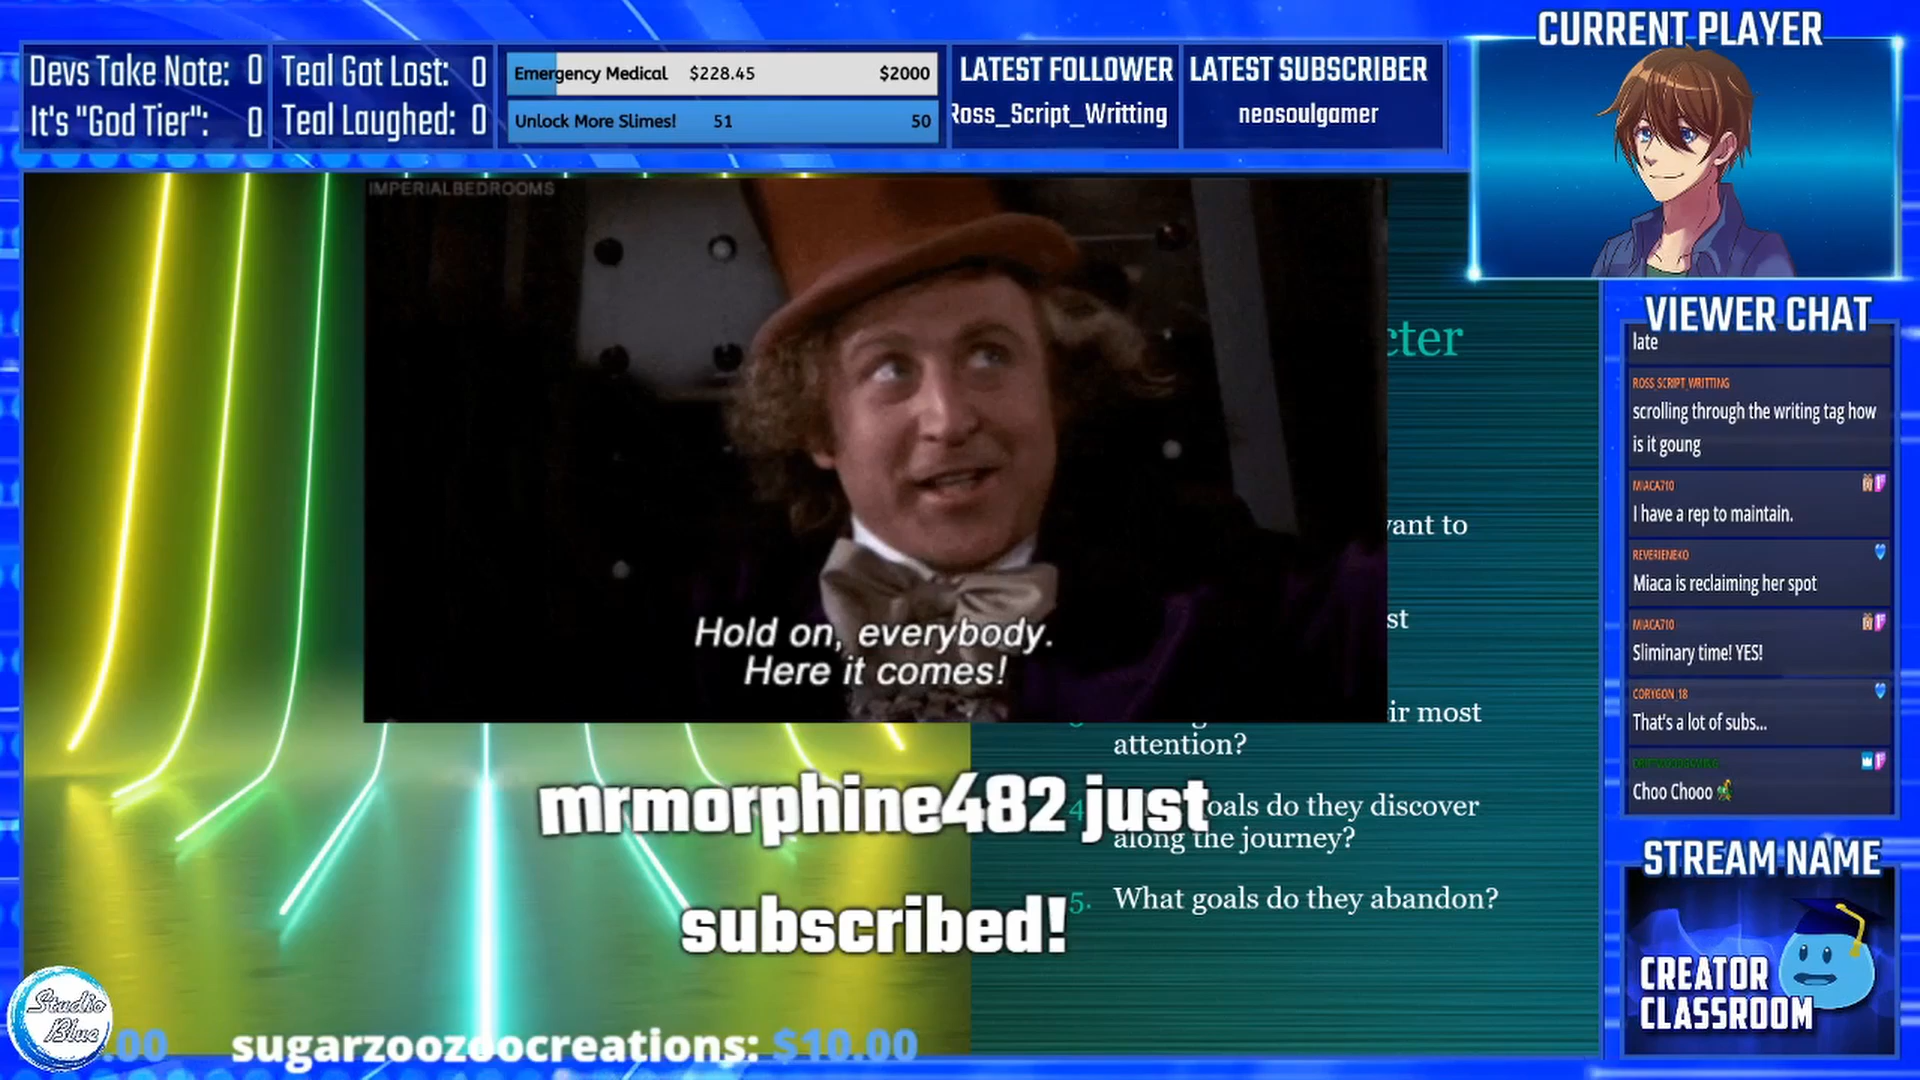 CURRENT PLAYER
Devs Take Note: 0
It's "God Tier": 0
Teal Got Lost: 0
Teal Laughed: 0
Emergency Medical $228.45 $2000
Unlock More Slimes! 51 50
LATEST FOLLOWER
Ross_Script_Writting
LATEST SUBSCRIBER
neosoulgamer
IMPERIALBEDROOMS
Hold on, everybody.
Here it comes!
cter
ant to
st
ir most
attention?
4. oals do they discover
along the journey?
5. What goals do they abandon?
mrmorphine482 just
subscribed!
VIEWER CHAT
late
ROSS SCRIPT WRITTING
scrolling through the writing tag how
is it goung
MIACA710
I have a rep to maintain.
REVERIENEKO
Miaca is reclaiming her spot
MIACA710
Sliminary time! YES!
CORYGON_18
That's a lot of subs...
Choo Chooo
STREAM NAME
CREATOR
CLASSROOM
Studio
Blue
.00 sugarzoozoocreations: $10.00